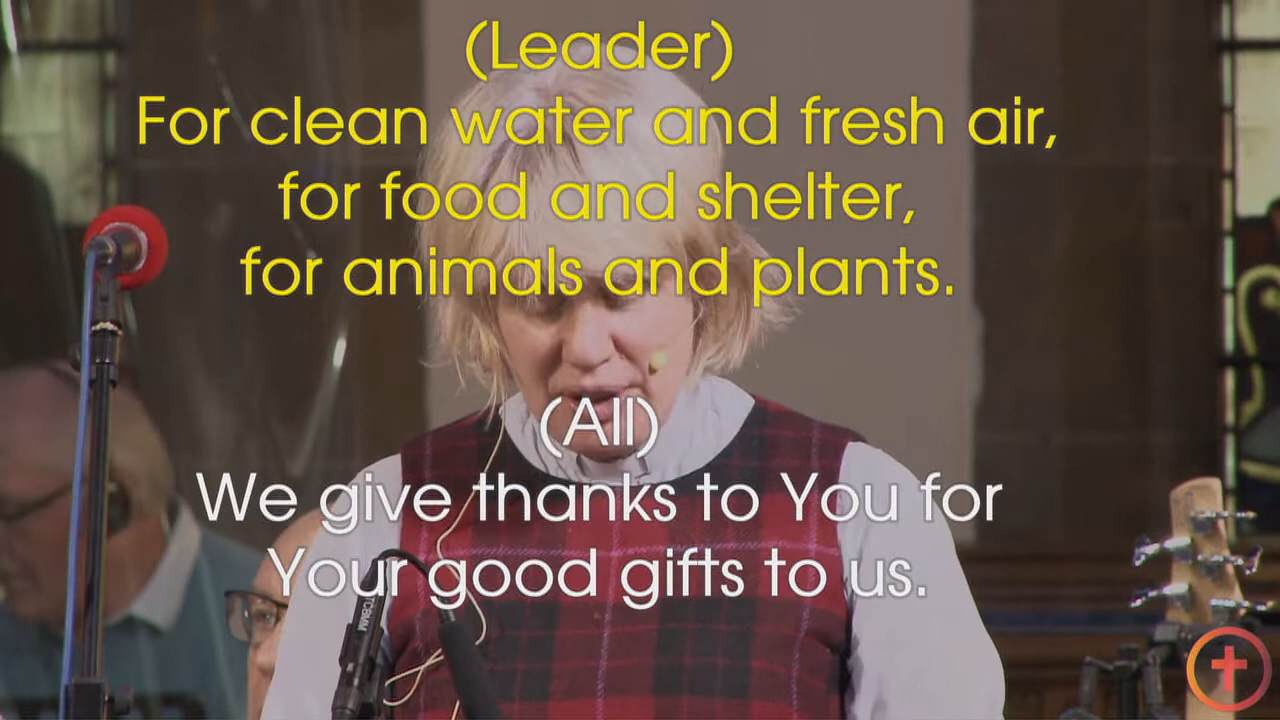 (Leader)
For clean water and fresh air,
for food and shelter,
for animals and plants.
(All)
We give thanks to You for
Your good gifts to us.